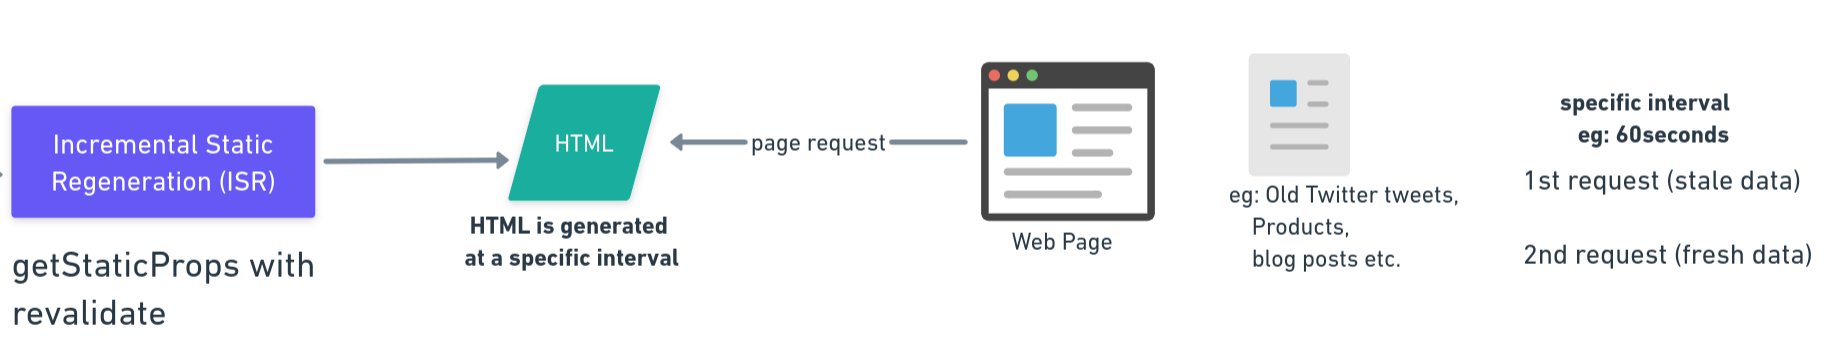 Incremental Static
Regeneration (ISR)
getStaticProps with
revalidate
HTML
HTML is generated
at a specific interval
page request
Web Page
eg: Old Twitter tweets,
Products,
blog posts etc.
specific interval
eg: 60seconds
1st request (stale data)
2nd request (fresh data)